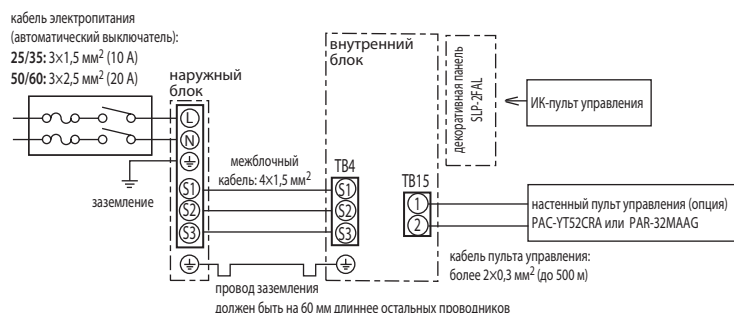 кабель электропитания
(автоматический выключатель):
25/35: 3×1,5 мм² (10 А)
50/60: 3×2,5 мм² (20 А)
наружный
блок
внутренний
блок
декоративная панель
SLP-2FAL
ИК-пульт управления
L
N
заземление
межблочный
кабель: 4×1,5 мм²
S1
S2
S3
TB4
S1
S2
S3
TB15
1
2
настенный пульт управления (опция)
PAC-YT52CRA или PAR-32MAAG
кабель пульта управления:
более 2×0,3 мм² (до 500 м)
провод заземления
должен быть на 60 мм длиннее остальных проводников